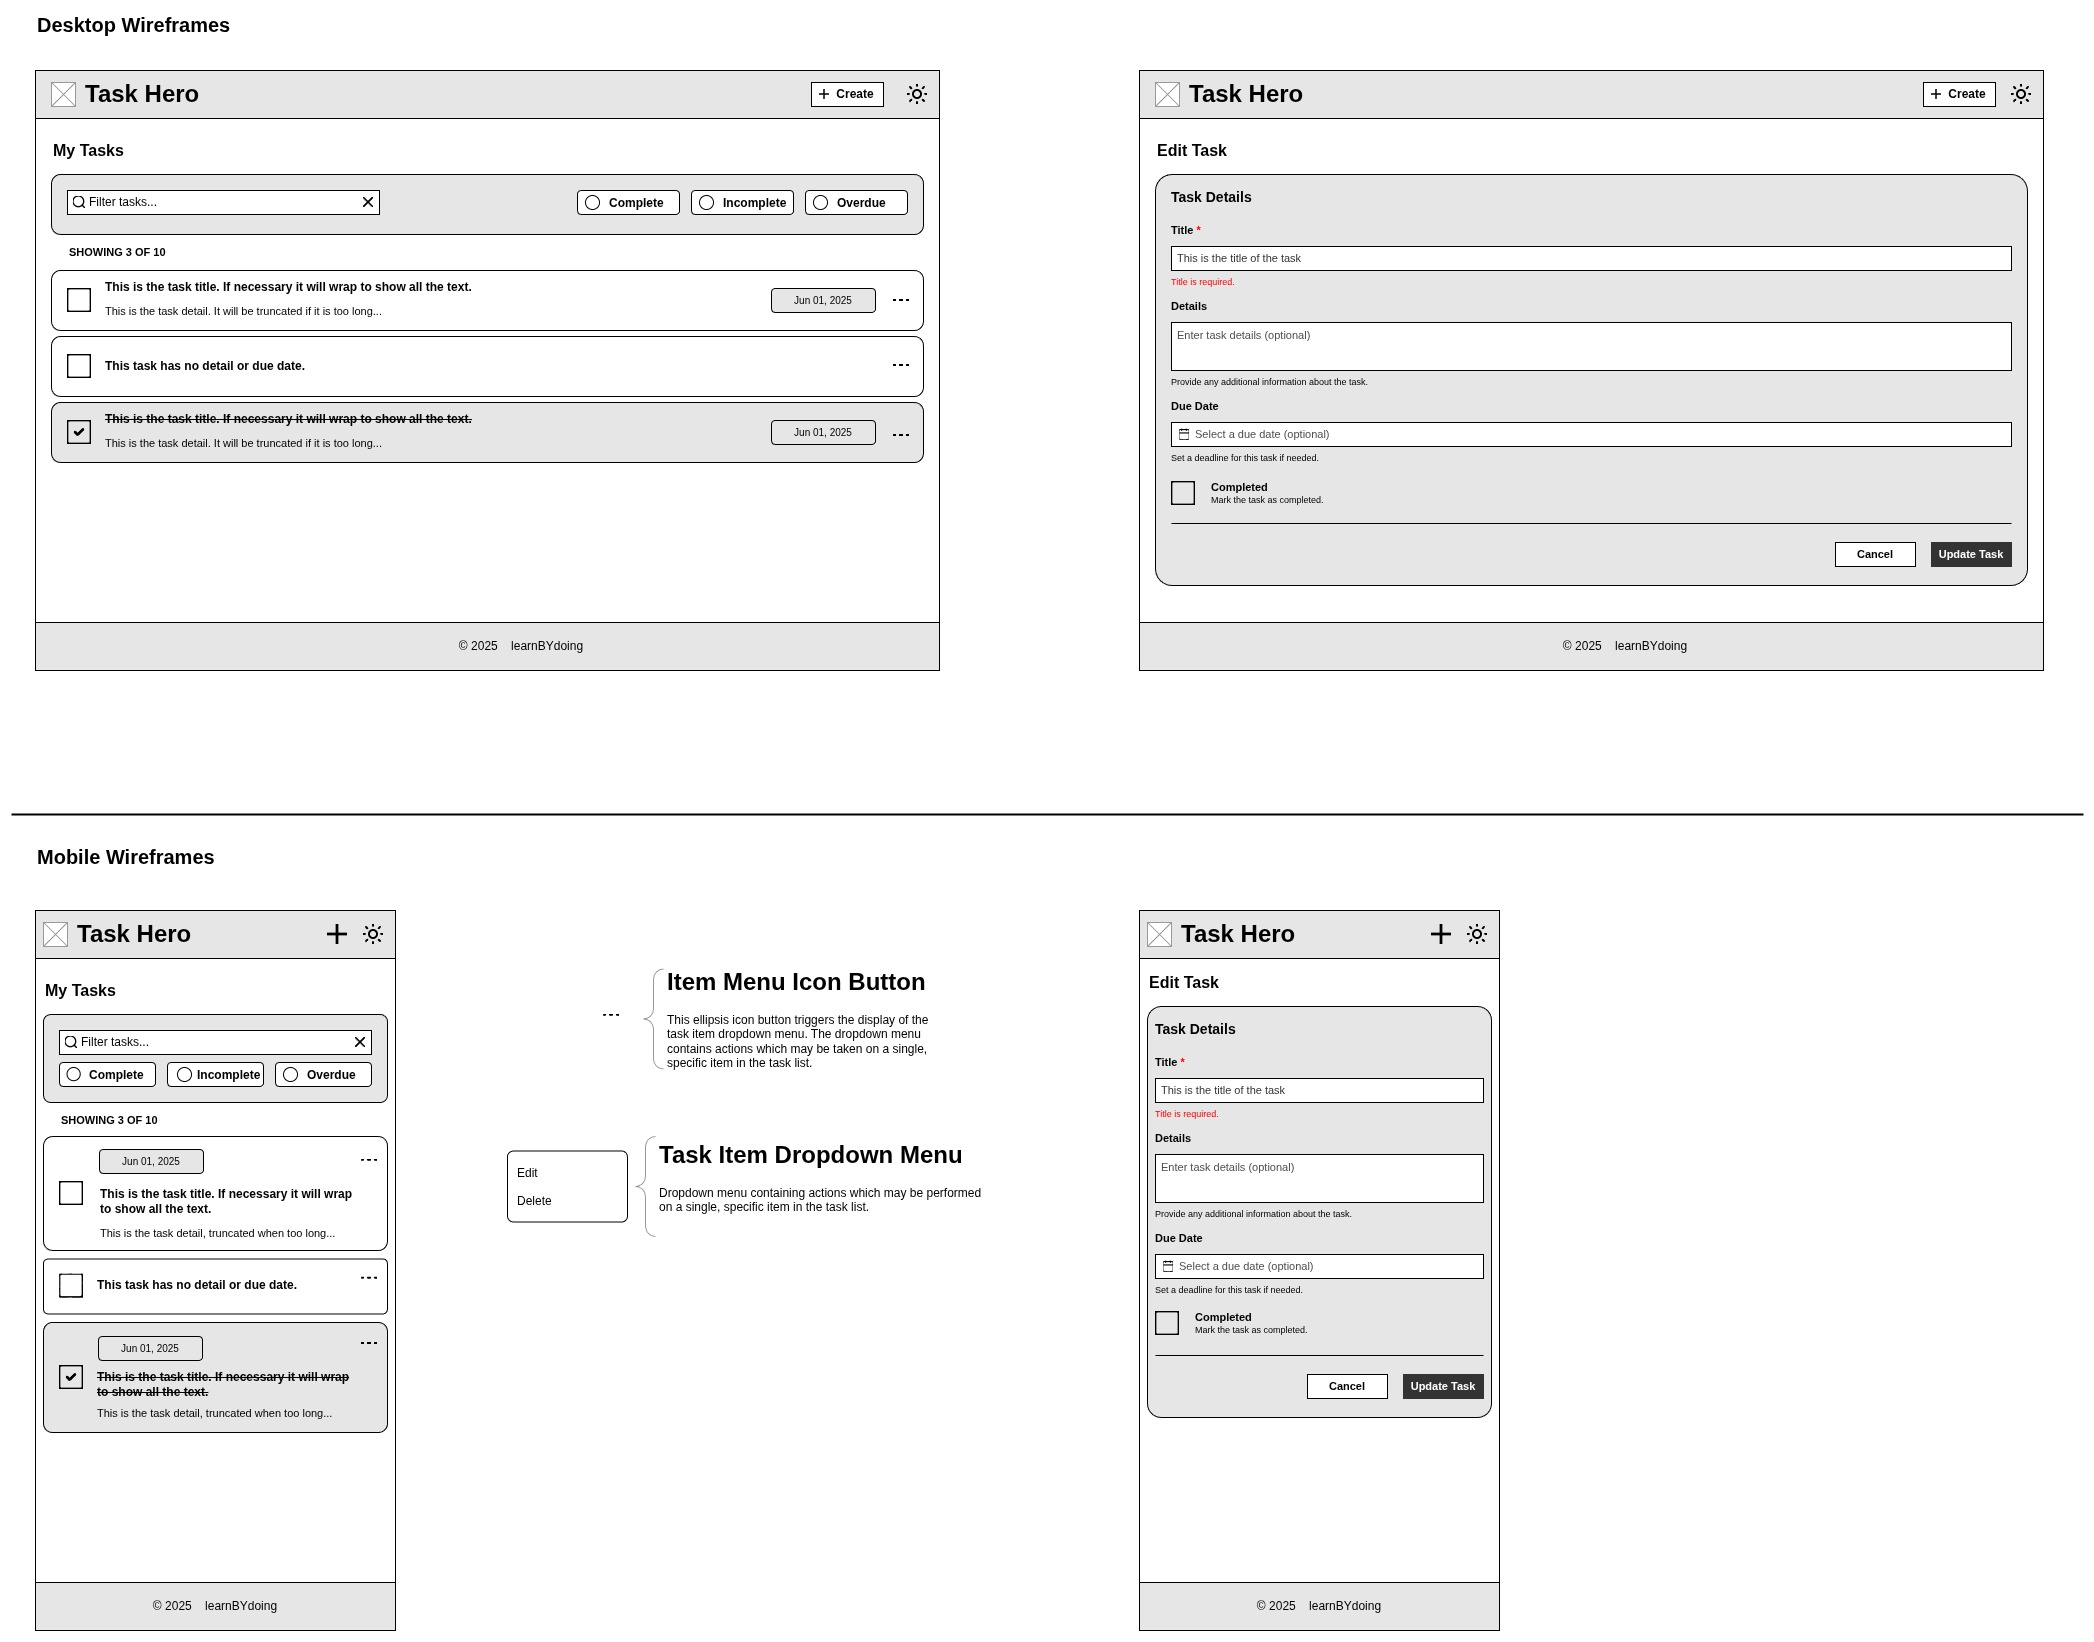 Desktop Wireframes
Task Hero
Create
My Tasks
Filter tasks...
Complete
Incomplete
Overdue
SHOWING 3 OF 10
This is the task title. If necessary it will wrap to show all the text.
This is the task detail. It will be truncated if it is too long...
Jun 01, 2025
This task has no detail or due date.
This is the task title. If necessary it will wrap to show all the text.
This is the task detail. It will be truncated if it is too long...
Jun 01, 2025
© 2025 learnBYdoing
Task Hero
Create
Edit Task
Task Details
Title *
This is the title of the task
Title is required.
Details
Enter task details (optional)
Provide any additional information about the task.
Due Date
Select a due date (optional)
Set a deadline for this task if needed.
Completed
Mark the task as completed.
Cancel
Update Task
© 2025 learnBYdoing
Mobile Wireframes
Task Hero
My Tasks
Filter tasks...
Complete
Incomplete
Overdue
SHOWING 3 OF 10
Jun 01, 2025
This is the task title. If necessary it will wrap
to show all the text.
This is the task detail, truncated when too long...
This task has no detail or due date.
Jun 01, 2025
This is the task title. If necessary it will wrap
to show all the text.
This is the task detail, truncated when too long...
© 2025 learnBYdoing
Item Menu Icon Button
This ellipsis icon button triggers the display of the
task item dropdown menu. The dropdown menu
contains actions which may be taken on a single,
specific item in the task list.
Edit
Delete
Task Item Dropdown Menu
Dropdown menu containing actions which may be performed
on a single, specific item in the task list.
Task Hero
Edit Task
Task Details
Title *
This is the title of the task
Title is required.
Details
Enter task details (optional)
Provide any additional information about the task.
Due Date
Select a due date (optional)
Set a deadline for this task if needed.
Completed
Mark the task as completed.
Cancel
Update Task
© 2025 learnBYdoing